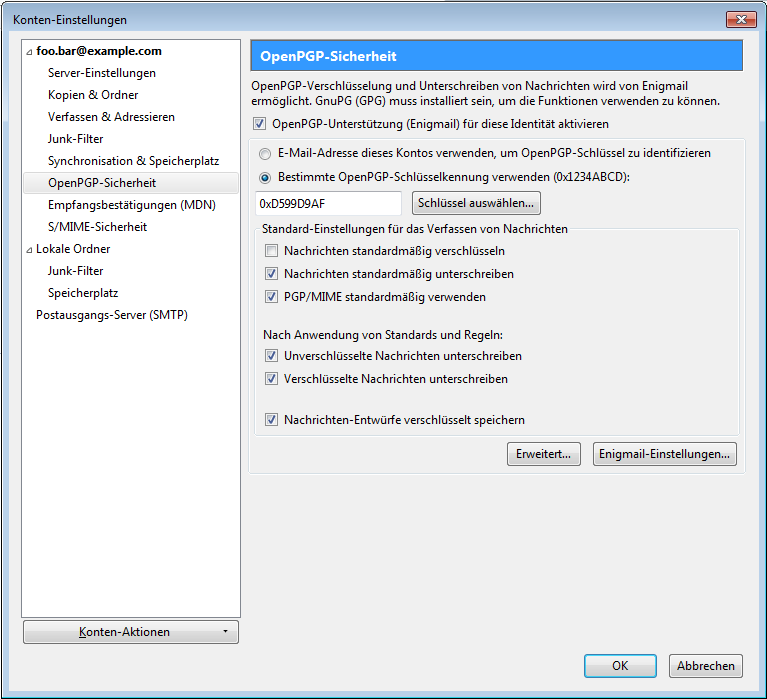 Konten-Einstellungen
foo.bar@example.com
Server-Einstellungen
Kopien & Ordner
Verfassen & Adressieren
Junk-Filter
Synchronisation & Speicherplatz
OpenPGP-Sicherheit
Empfangsbestätigungen (MDN)
S/MIME-Sicherheit
Lokale Ordner
Junk-Filter
Speicherplatz
Postausgangs-Server (SMTP)
Konten-Aktionen
OpenPGP-Sicherheit
OpenPGP-Verschlüsselung und Unterschreiben von Nachrichten wird von Enigmail
ermöglicht. GnuPG (GPG) muss installiert sein, um die Funktionen verwenden zu können.
OpenPGP-Unterstützung (Enigmail) für diese Identität aktivieren
E-Mail-Adresse dieses Kontos verwenden, um OpenPGP-Schlüssel zu identifizieren
Bestimmte OpenPGP-Schlüsselkennung verwenden (0x1234ABCD):
0xD599D9AF
Schlüssel auswählen...
Standard-Einstellungen für das Verfassen von Nachrichten
Nachrichten standardmäßig verschlüsseln
Nachrichten standardmäßig unterschreiben
PGP/MIME standardmäßig verwenden
Nach Anwendung von Standards und Regeln:
Unverschlüsselte Nachrichten unterschreiben
Verschlüsselte Nachrichten unterschreiben
Nachrichten-Entwürfe verschlüsselt speichern
Erweitert...
Enigmail-Einstellungen...
OK
Abbrechen